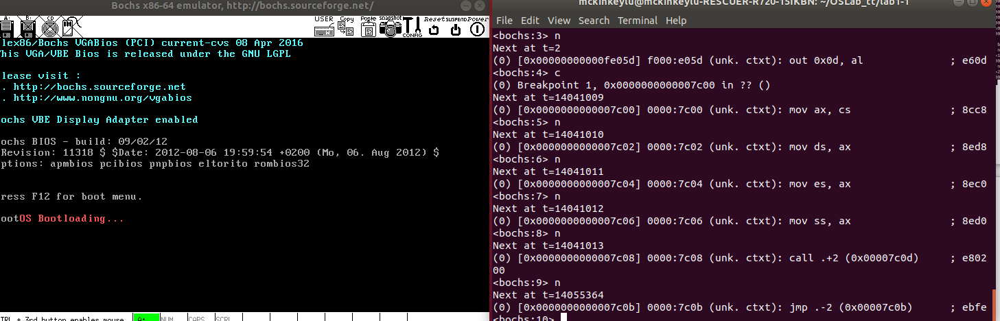 Bochs x86-64 emulator, http://bochs.sourceforge.net/
A: B: CD USER Copy Paste snapshot CONFIG Reset SUSPEND Power
lex86/Bochs VGABios (PCI) current-cvs 08 Apr 2016
his VGA/VBE Bios is released under the GNU LGPL
lease visit :
. http://bochs.sourceforge.net
. http://www.nongnu.org/vgabios
ochs VBE Display Adapter enabled
ochs BIOS - build: 09/02/12
Revision: 11318 $ $Date: 2012-08-06 19:59:54 +0200 (Mo, 06. Aug 2012) $
ptions: apmbios pcibios pnpbios eltorito rombios32
ress F12 for boot menu.
ootOS Bootloading...
TRL + 3rd button enables mouse A: NUM CAPS SCRL
mckinkeylu@mckinkeylu-RESCUER-R720-15IKBN: ~/OSLab_tt/lab1-1
File Edit View Search Terminal Help
<bochs:3> n
Next at t=2
(0) [0x00000000000fe05d] f000:e05d (unk. ctxt): out 0x0d, al ; e60d
<bochs:4> c
(0) Breakpoint 1, 0x0000000000007c00 in ?? ()
Next at t=14041009
(0) [0x0000000000007c00] 0000:7c00 (unk. ctxt): mov ax, cs ; 8cc8
<bochs:5> n
Next at t=14041010
(0) [0x0000000000007c02] 0000:7c02 (unk. ctxt): mov ds, ax ; 8ed8
<bochs:6> n
Next at t=14041011
(0) [0x0000000000007c04] 0000:7c04 (unk. ctxt): mov es, ax ; 8ec0
<bochs:7> n
Next at t=14041012
(0) [0x0000000000007c06] 0000:7c06 (unk. ctxt): mov ss, ax ; 8ed0
<bochs:8> n
Next at t=14041013
(0) [0x0000000000007c08] 0000:7c08 (unk. ctxt): call .+2 (0x00007c0d) ; e802
00
<bochs:9> n
Next at t=14055364
(0) [0x0000000000007c0b] 0000:7c0b (unk. ctxt): jmp .-2 (0x00007c0b) ; ebfe
<bochs:10>